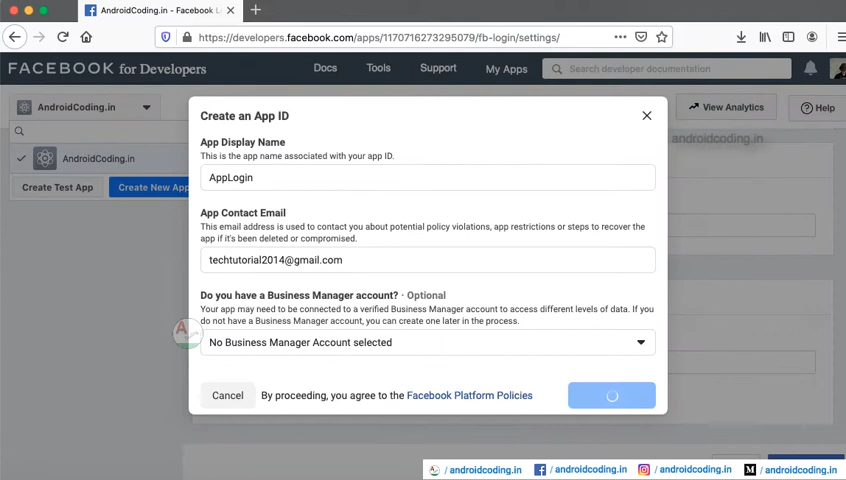 AndroidCoding.in - Facebook L
https://developers.facebook.com/apps/1170716273295079/fb-login/settings/
FACEBOOK for Developers
Docs
Tools
Support
My Apps
Search developer documentation
AndroidCoding.in
View Analytics
Help
androidcoding.in
AndroidCoding.in
Create Test App
Create New App
Create an App ID
App Display Name
This is the app name associated with your app ID.
AppLogin
App Contact Email
This email address is used to contact you about potential policy violations, app restrictions or steps to recover the
app if it's been deleted or compromised.
techtutorial2014@gmail.com
Do you have a Business Manager account? · Optional
Your app may need to be connected to a verified Business Manager account to access different levels of data. If you
do not have a Business Manager account, you can create one later in the process.
No Business Manager Account selected
Cancel
By proceeding, you agree to the Facebook Platform Policies
/ androidcoding.in
/ androidcoding.in
/ androidcoding.in
/ androidcoding.in